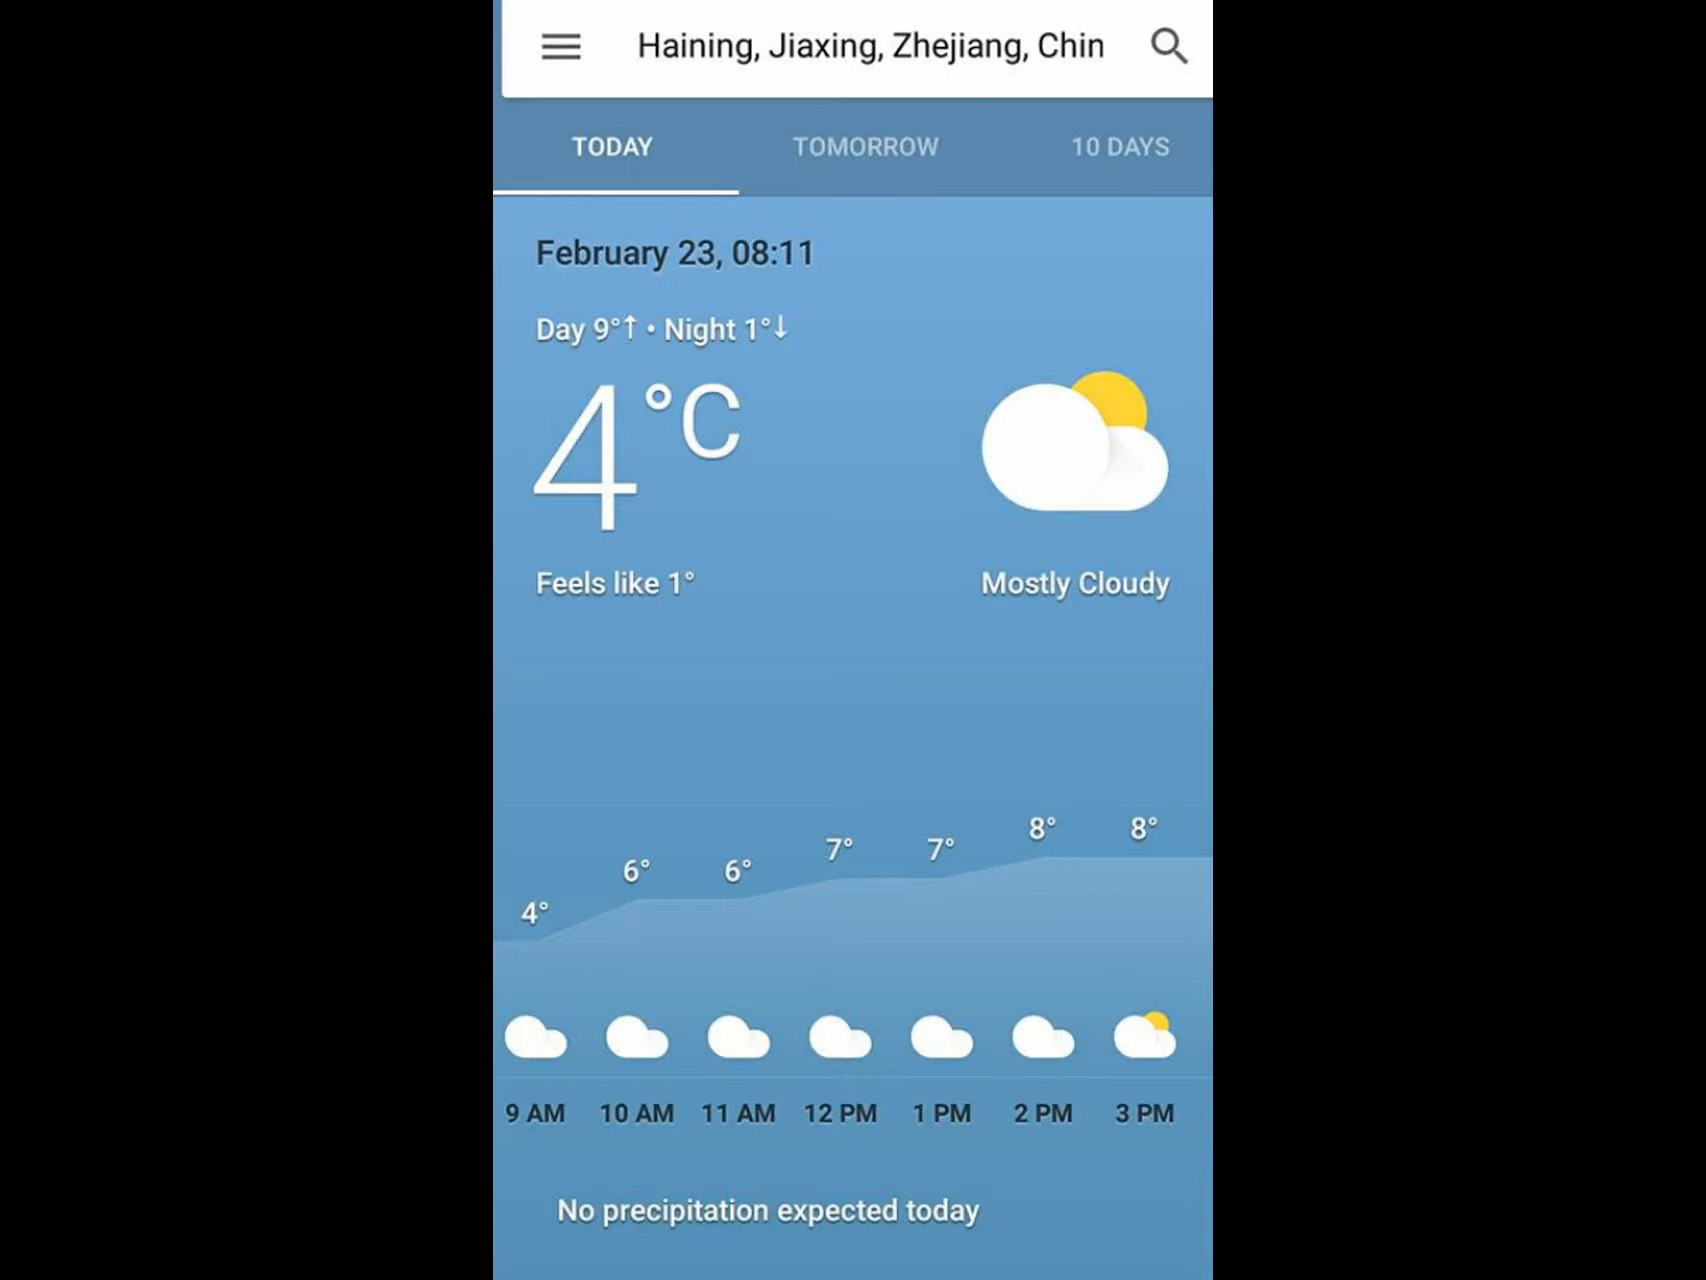 Haining, Jiaxing, Zhejiang, Chin
TODAY TOMORROW 10 DAYS
February 23, 08:11
Day 9°↑ • Night 1°↓
4°C
Feels like 1° Mostly Cloudy
4° 6° 6° 7° 7° 8° 8°
9 AM 10 AM 11 AM 12 PM 1 PM 2 PM 3 PM
No precipitation expected today